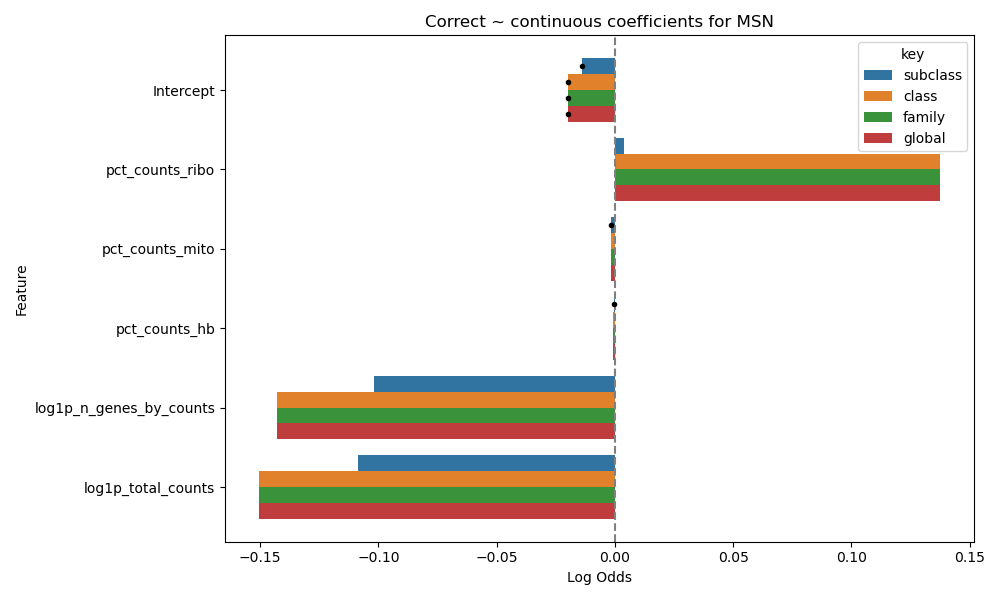 Correct ~ continuous coefficients for MSN
key
subclass
class
family
global
Feature
Intercept
pct_counts_ribo
pct_counts_mito
pct_counts_hb
log1p_n_genes_by_counts
log1p_total_counts
−0.15 −0.10 −0.05 0.00 0.05 0.10 0.15
Log Odds